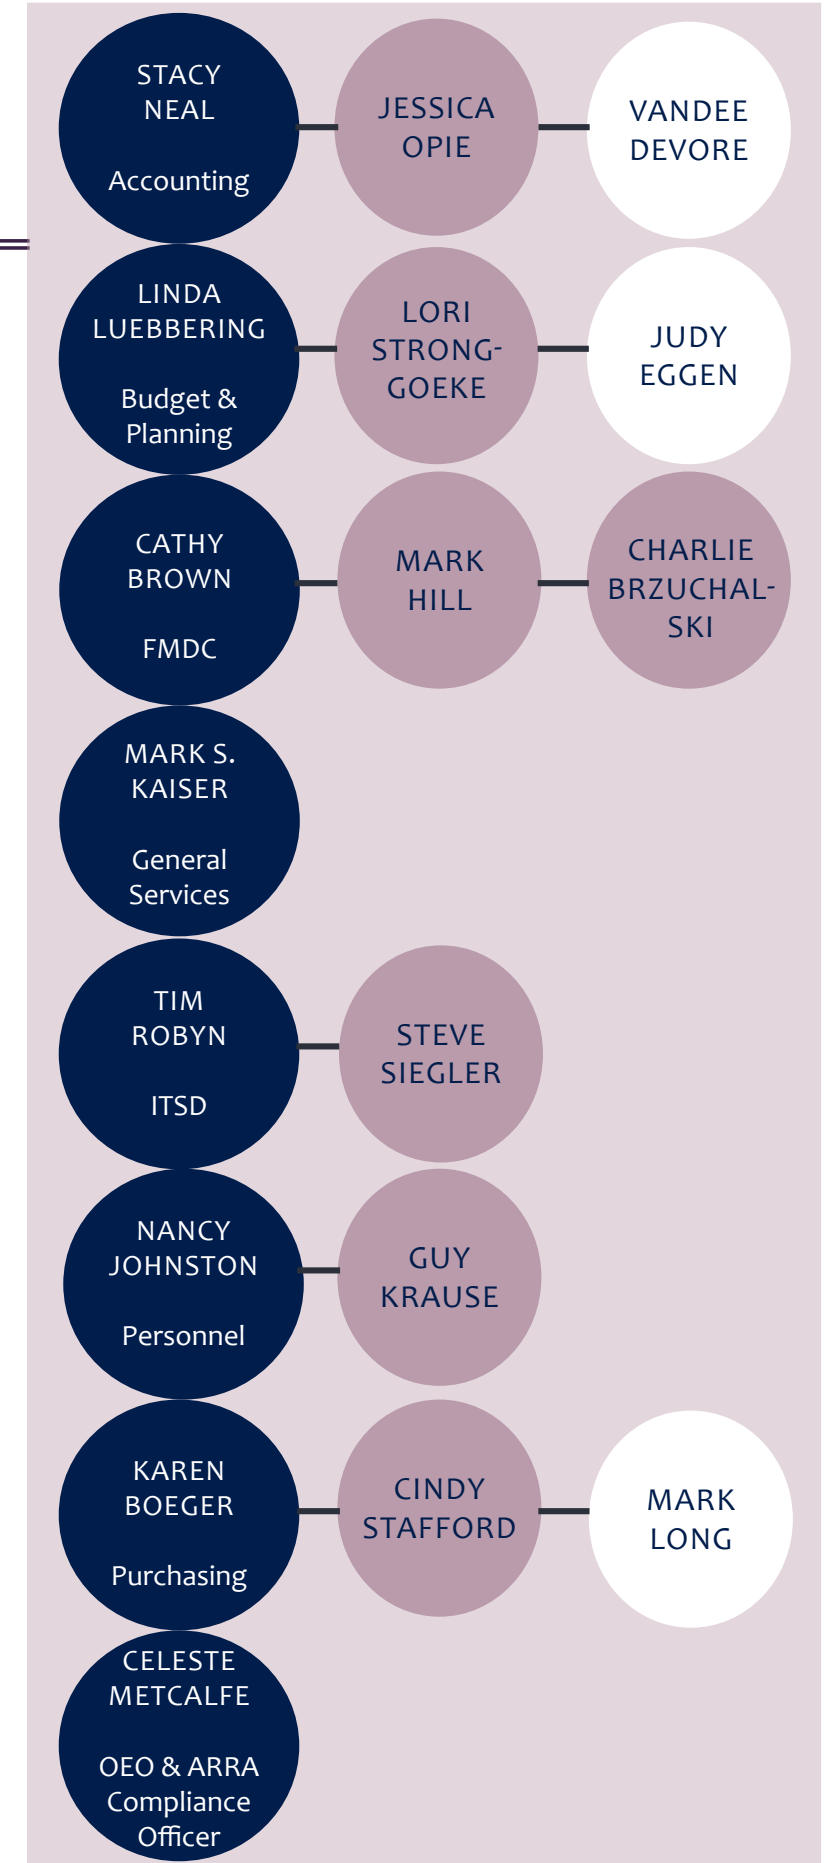 STACY
NEAL
Accounting
JESSICA
OPIE
VANDEE
DEVORE
LINDA
LUEBBERING
Budget &
Planning
LORI
STRONG-
GOEKE
JUDY
EGGEN
CATHY
BROWN
FMDC
MARK
HILL
CHARLIE
BRZUCHAL-
SKI
MARK S.
KAISER
General
Services
TIM
ROBYN
ITSD
STEVE
SIEGLER
NANCY
JOHNSTON
Personnel
GUY
KRAUSE
KAREN
BOEGER
Purchasing
CINDY
STAFFORD
MARK
LONG
CELESTE
METCALFE
OEO & ARRA
Compliance
Officer